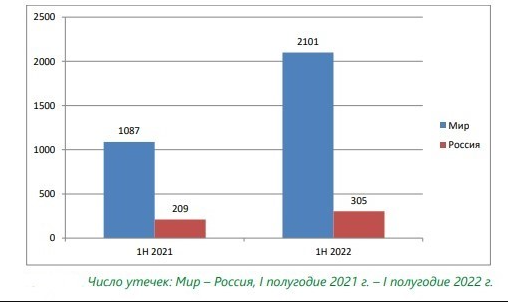 2500
2101
2000
1500
1087
1000
Мир
Россия
500
209
305
0
1H 2021
1H 2022
Число утечек: Мир – Россия, I полугодие 2021 г. – I полугодие 2022 г.